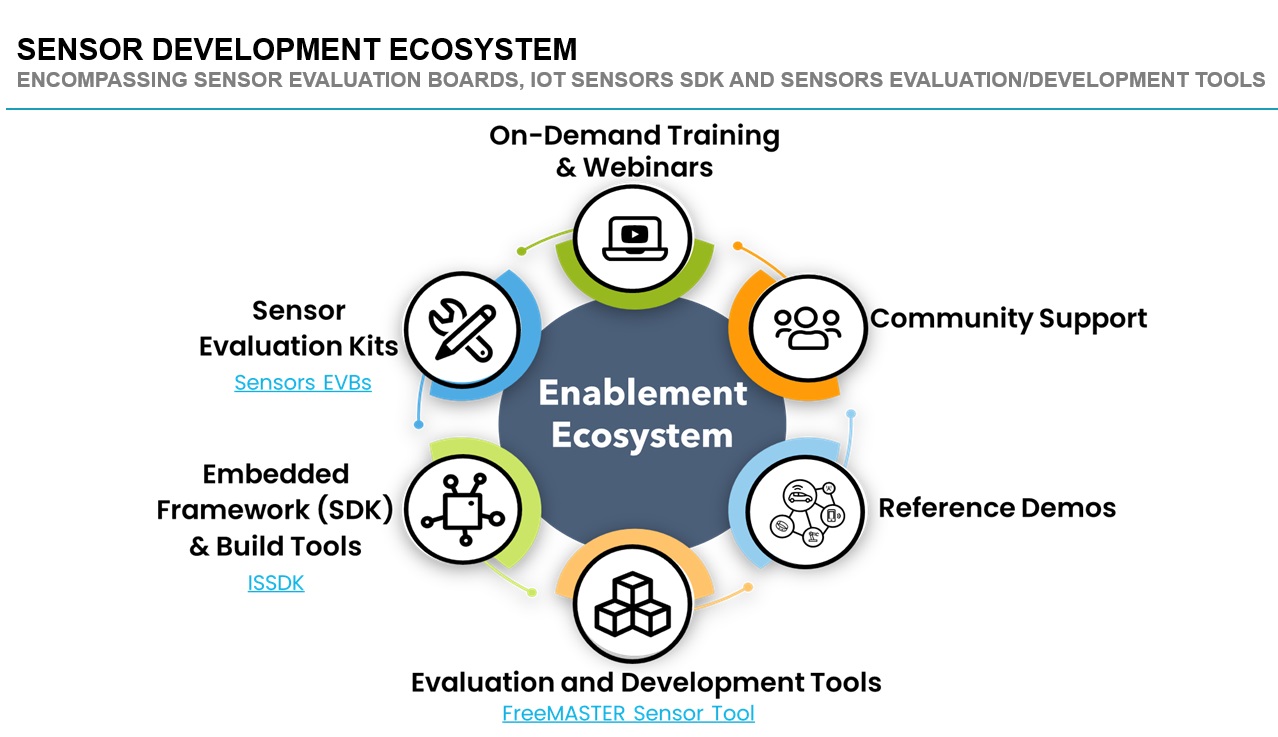 SENSOR DEVELOPMENT ECOSYSTEM
ENCOMPASSING SENSOR EVALUATION BOARDS, IOT SENSORS SDK AND SENSORS EVALUATION/DEVELOPMENT TOOLS
On-Demand Training
& Webinars
Sensor
Evaluation Kits
Sensors EVBs
Community Support
Enablement
Ecosystem
Embedded
Framework (SDK)
& Build Tools
ISSDK
Reference Demos
Evaluation and Development Tools
FreeMASTER Sensor Tool